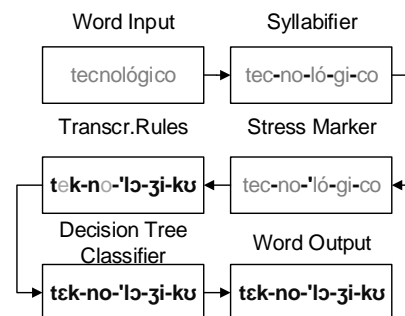 Word Input
Syllabifier
tecnológico
tec-no-ló-gi-co
Transcr.Rules
Stress Marker
tek-no-'lɔ-ʒi-kʊ
tec-no-'ló-gi-co
Decision Tree
Classifier
Word Output
tɛk-no-'lɔ-ʒi-kʊ
tɛk-no-'lɔ-ʒi-kʊ